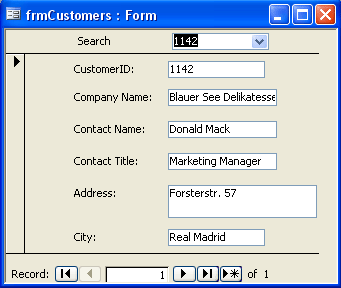 frmCustomers : Form
Search 1142
CustomerID: 1142
Company Name: Blauer See Delikatesse
Contact Name: Donald Mack
Contact Title: Marketing Manager
Address: Forsterstr. 57
City: Real Madrid
Record: 1 of 1